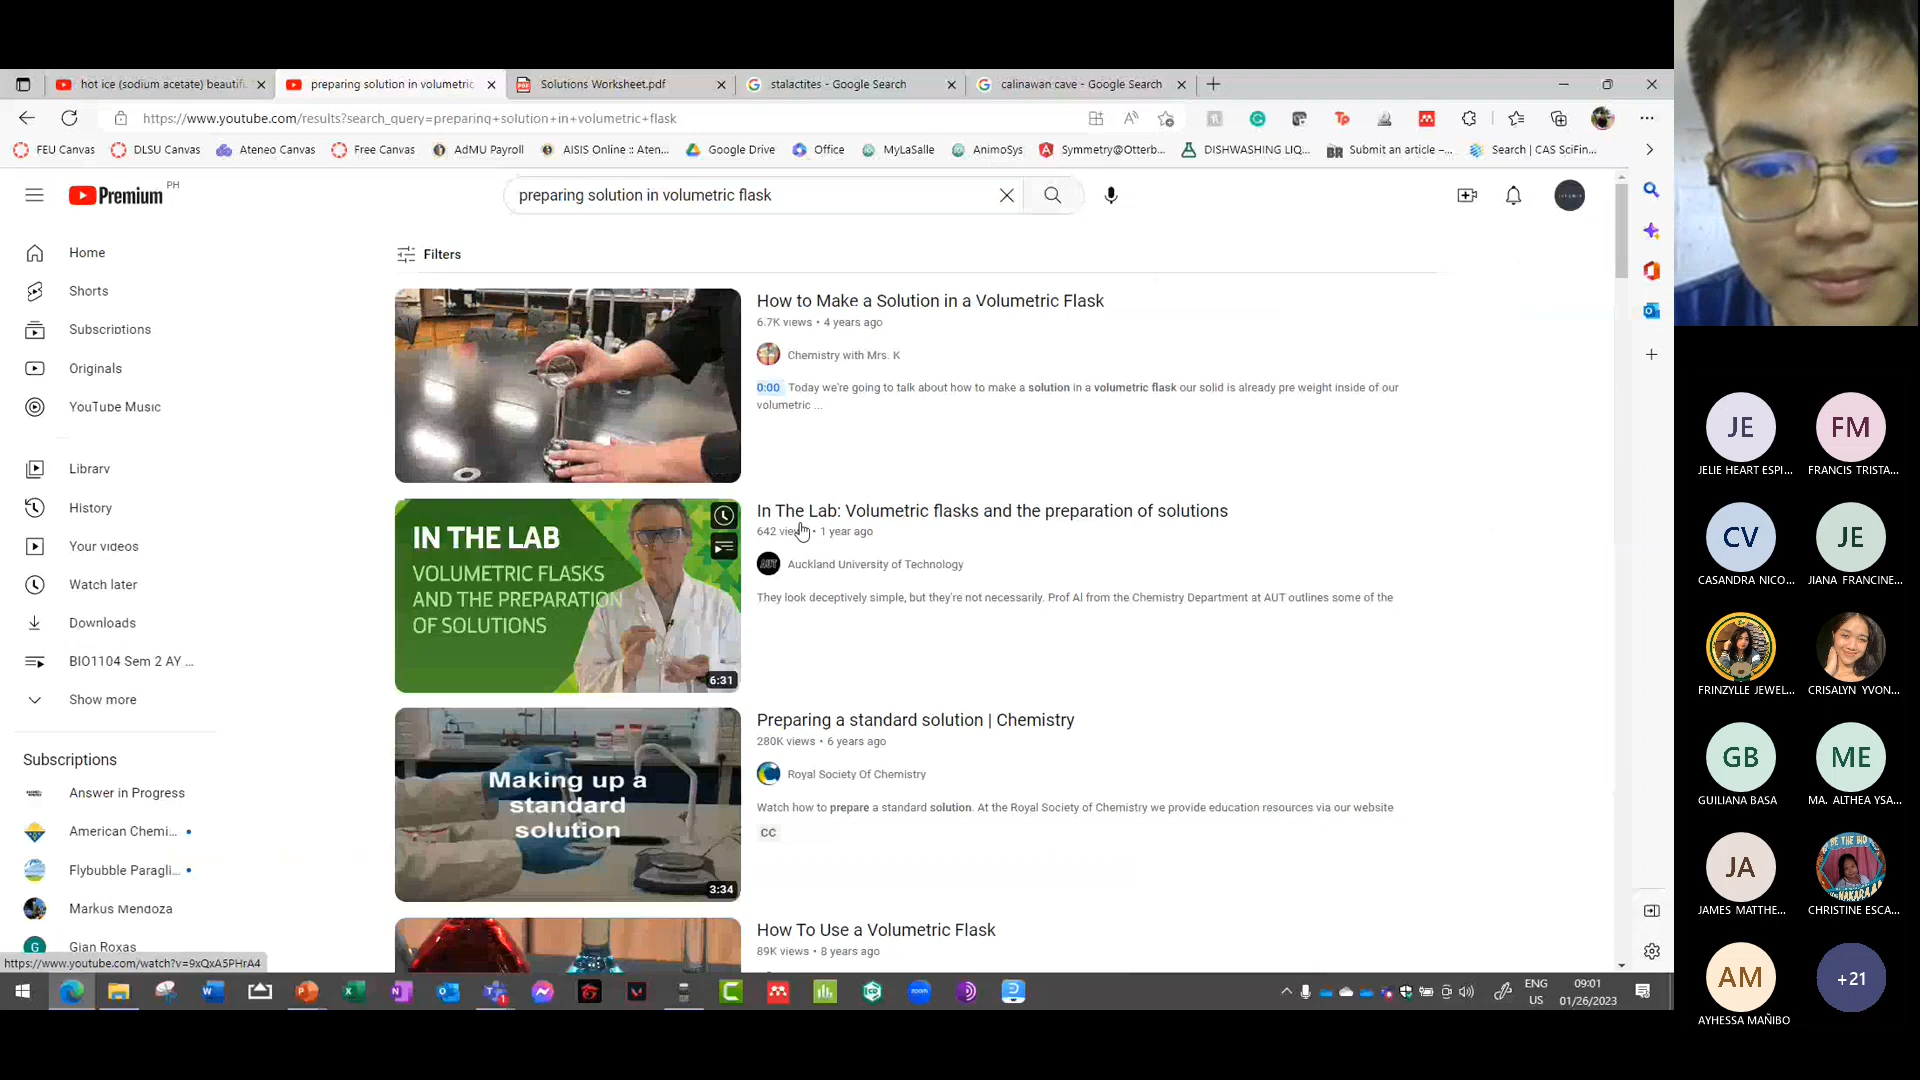 hot ice (sodium acetate) beautif
preparing solution in volumetric
Solutions Worksheet.pdf
stalactites - Google Search
calinawan cave - Google Search
https://www.youtube.com/results?search_query=preparing+solution+in+volumetric+flask
FEU Canvas
DLSU Canvas
Ateneo Canvas
Free Canvas
AdMU Payroll
AISIS Online :: Aten...
Google Drive
Office
MyLaSalle
AnimoSys
Symmetry@Otterb...
DISHWASHING LIQ...
Submit an article –...
Search | CAS SciFin...
Premium PH
preparing solution in volumetric flask
Home
Shorts
Subscriptions
Originals
YouTube Music
Library
History
Your videos
Watch later
Downloads
BIO1104 Sem 2 AY ...
Show more
Subscriptions
Answer in Progress
American Chemi...
Flybubble Paragli...
Markus Mendoza
G Gian Roxas
https://www.youtube.com/watch?v=9xQxA5PHrA4
Filters
How to Make a Solution in a Volumetric Flask
6.7K views • 4 years ago
Chemistry with Mrs. K
0:00 Today we're going to talk about how to make a solution in a volumetric flask our solid is already pre weight inside of our
volumetric ...
IN THE LAB
VOLUMETRIC FLASKS
AND THE PREPARATION
OF SOLUTIONS
6:31
In The Lab: Volumetric flasks and the preparation of solutions
642 views • 1 year ago
AUT Auckland University of Technology
They look deceptively simple, but they're not necessarily. Prof Al from the Chemistry Department at AUT outlines some of the
Making up a
standard
solution
3:34
Preparing a standard solution | Chemistry
280K views • 6 years ago
Royal Society Of Chemistry
Watch how to prepare a standard solution. At the Royal Society of Chemistry we provide education resources via our website
CC
How To Use a Volumetric Flask
89K views • 8 years ago
ENG
US
09:01
01/26/2023
JE
JELIE HEART ESPI...
FM
FRANCIS TRISTA...
CV
CASANDRA NICO...
JE
JIANA FRANCINE...
FRINZYLLE JEWEL...
CRISALYN YVON...
GB
GUILIANA BASA
ME
MA. ALTHEA YSA...
JA
JAMES MATTHE...
CHRISTINE ESCA...
AM
AYHESSA MAÑIBO
+21